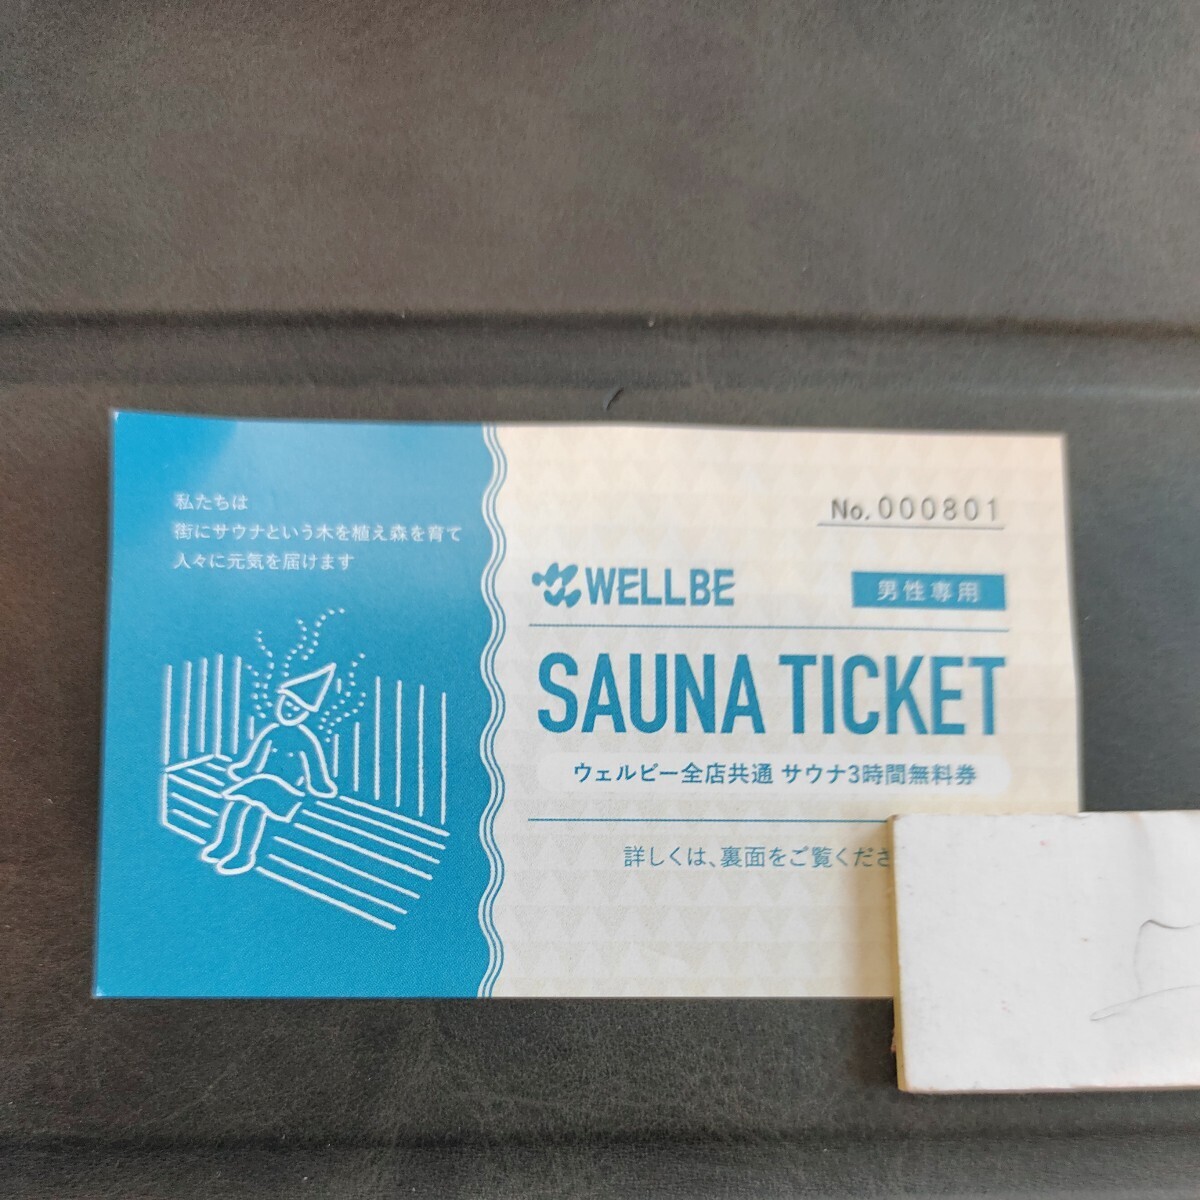 私たちは
街にサウナという木を植え森を育て
人々に元気を届けます
No. 000801
WELLBE
男性専用
SAUNA TICKET
ウェルビー全店共通 サウナ3時間無料券
詳しくは、裏面をご覧くださ